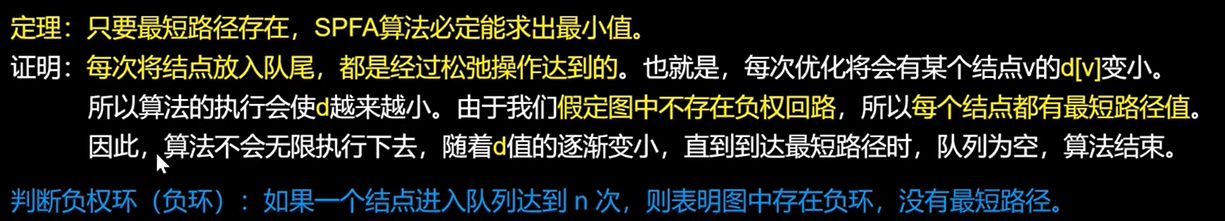 定理：只要最短路径存在，SPFA算法必定能求出最小值。
证明：每次将结点放入队尾，都是经过松弛操作达到的。也就是，每次优化将会有某个结点v的d[v]变小。
所以算法的执行会使d越来越小。由于我们假定图中不存在负权回路，所以每个结点都有最短路径值。
因此，算法不会无限执行下去，随着d值的逐渐变小，直到到达最短路径时，队列为空，算法结束。
判断负权环（负环）：如果一个结点进入队列达到 n 次，则表明图中存在负环，没有最短路径。